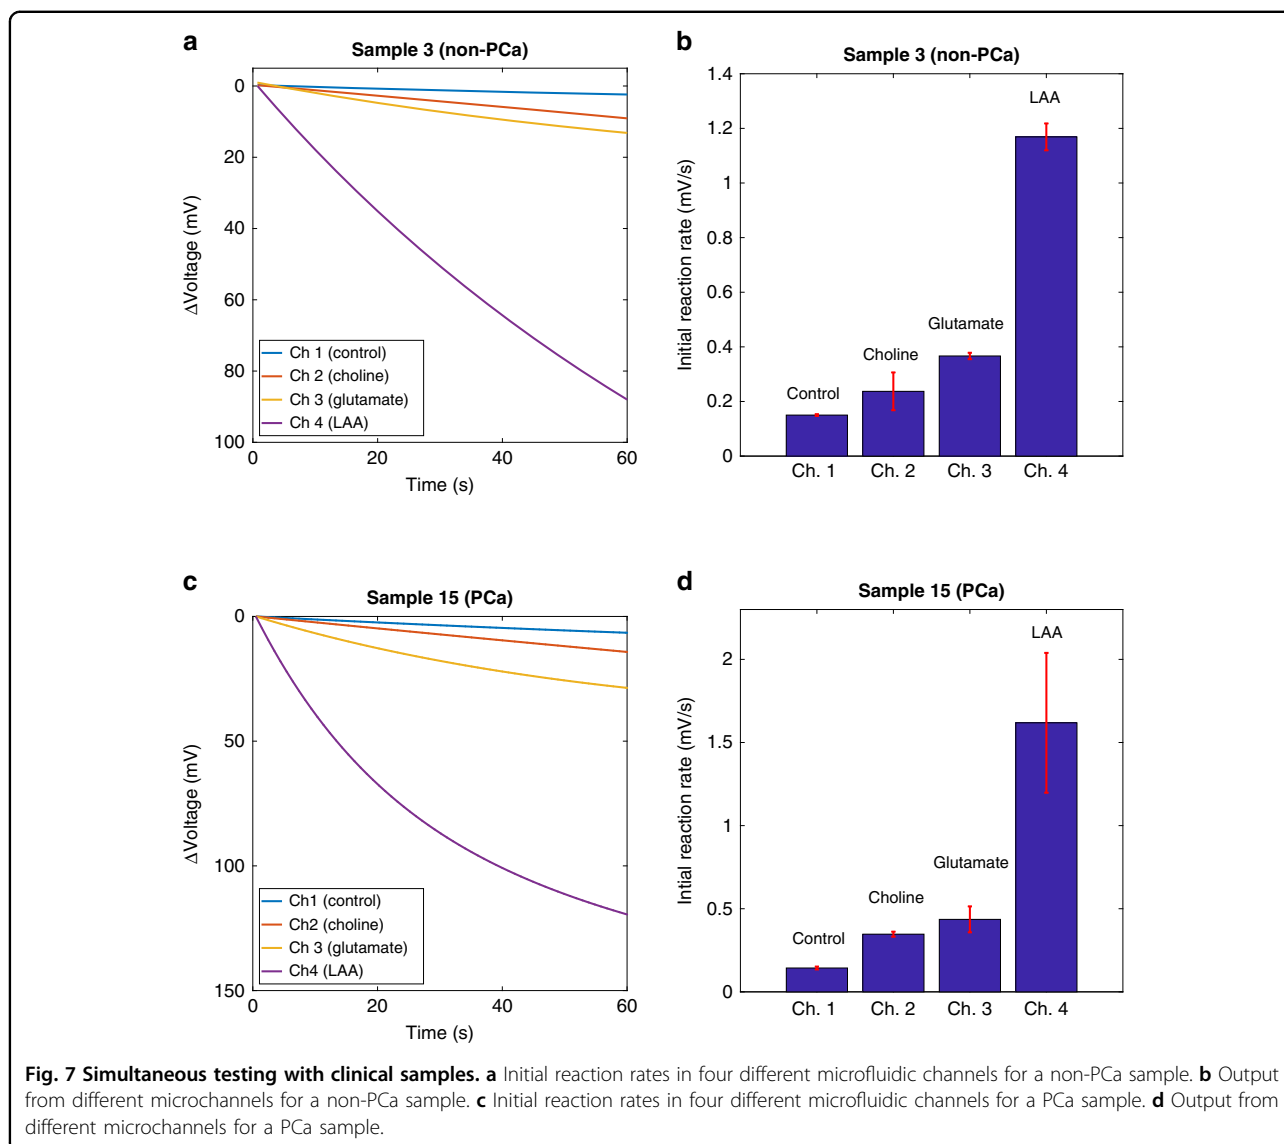 a
Sample 3 (non-PCa)
0
20
40
60
80
100
ΔVoltage (mV)
Ch 1 (control)
Ch 2 (choline)
Ch 3 (glutamate)
Ch 4 (LAA)
0 20 40 60
Time (s)
b
Sample 3 (non-PCa)
1.4
1.2
1
0.8
0.6
0.4
0.2
0
Initial reaction rate (mV/s)
Control
Choline
Glutamate
LAA
Ch. 1 Ch. 2 Ch. 3 Ch. 4
c
Sample 15 (PCa)
0
50
100
150
ΔVoltage (mV)
Ch1 (control)
Ch2 (choline)
Ch 3 (glutamate)
Ch4 (LAA)
0 20 40 60
Time (s)
d
Sample 15 (PCa)
2
1.5
1
0.5
0
Intial reaction rate (mV/s)
Control
Choline
Glutamate
LAA
Ch. 1 Ch. 2 Ch. 3 Ch. 4
Fig. 7 Simultaneous testing with clinical samples. a Initial reaction rates in four different microfluidic channels for a non-PCa sample. b Output
from different microchannels for a non-PCa sample. c Initial reaction rates in four different microfluidic channels for a PCa sample. d Output from
different microchannels for a PCa sample.